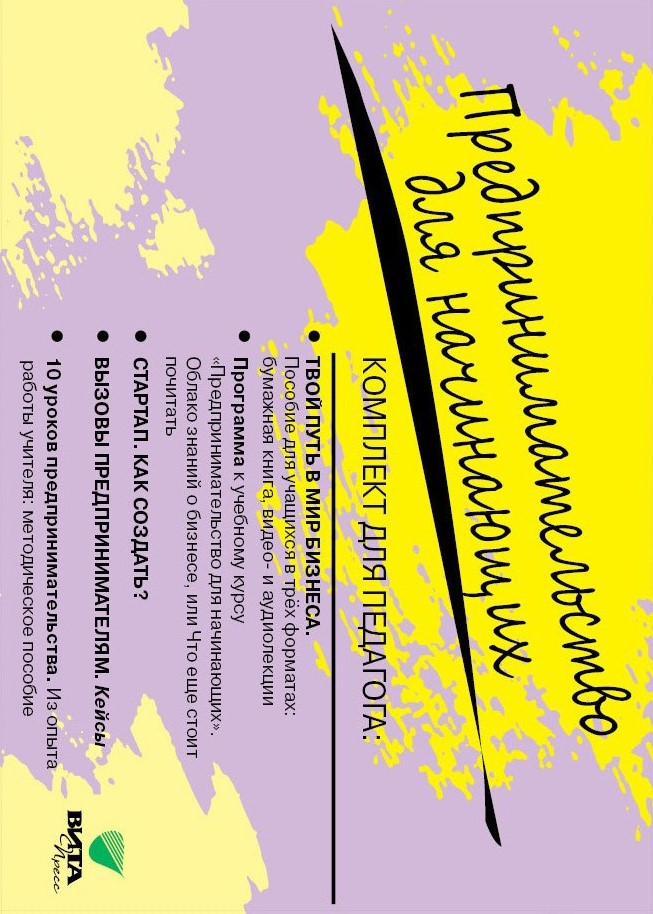 Предпринимательство
для начинающих
КОМПЛЕКТ ДЛЯ ПЕДАГОГА:
• ТВОЙ ПУТЬ В МИР БИЗНЕСА.
Пособие для учащихся в трёх форматах:
бумажная книга, видео- и аудиолекции
• Программа к учебному курсу
«Предпринимательство для начинающих».
Облако знаний о бизнесе, или Что еще стоит
почитать
• СТАРТАП. КАК СОЗДАТЬ?
• ВЫЗОВЫ ПРЕДПРИНИМАТЕЛЯМ. Кейсы
• 10 уроков предпринимательства. Из опыта
работы учителя: методическое пособие
ВИТА
Пресс